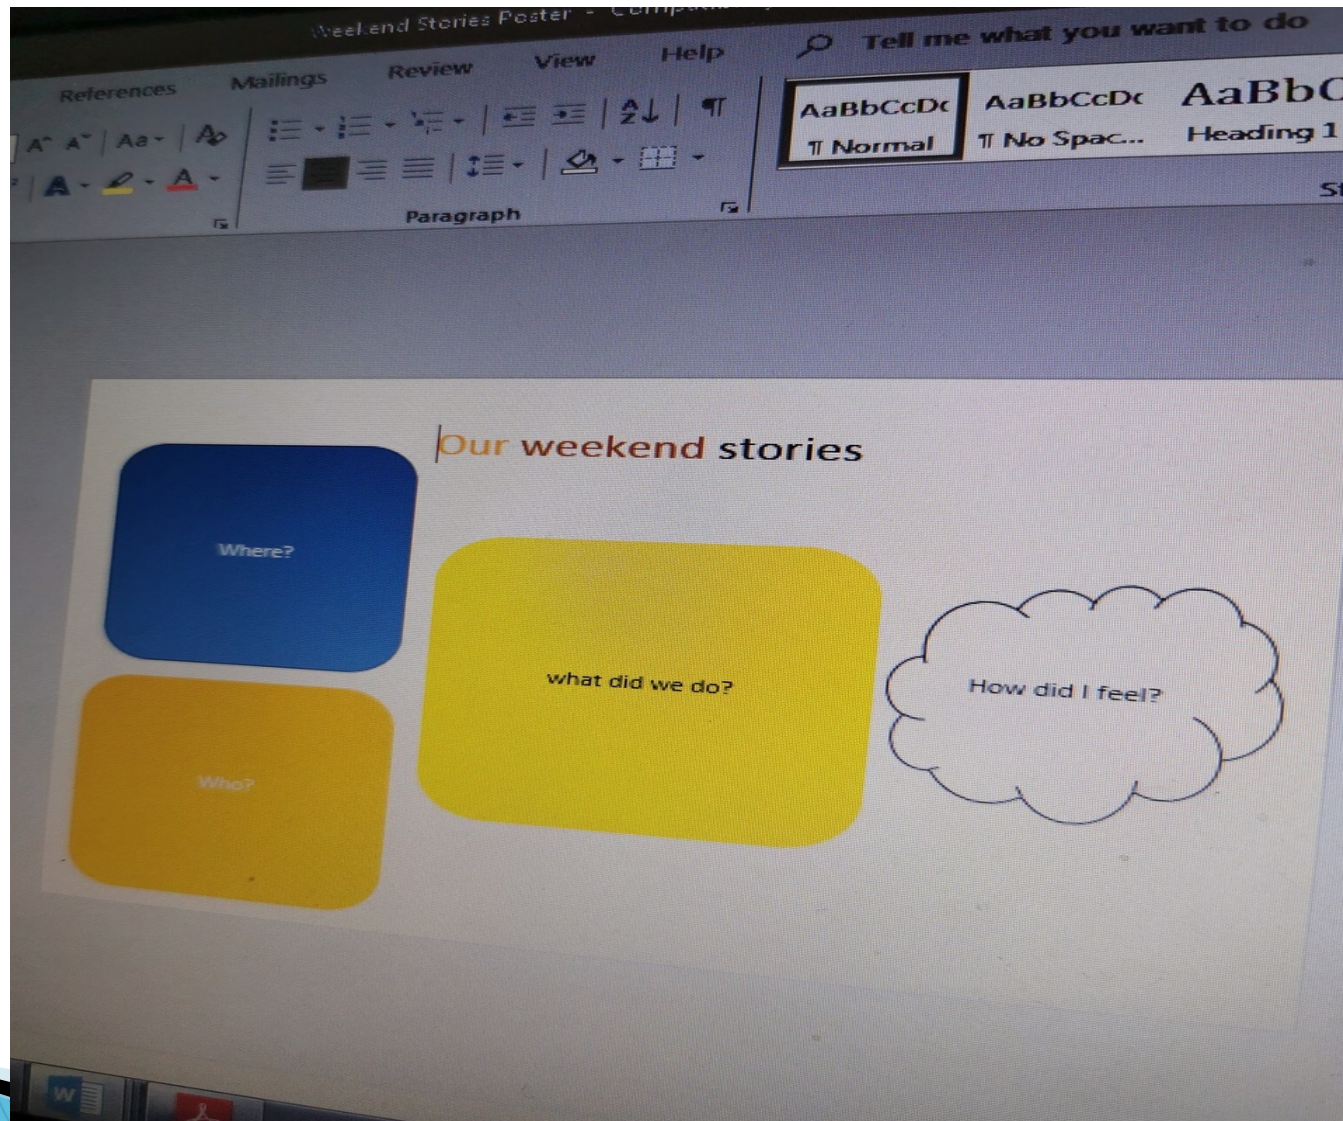 Weekend Stories Poster -
References Mailings Review View Help Tell me what you want to do
Aa
AaBbCcDc AaBbCcDc AaBbC
¶ Normal ¶ No Spac... Heading 1
Paragraph
Our weekend stories
Where?
what did we do?
How did I feel?
Who?
W